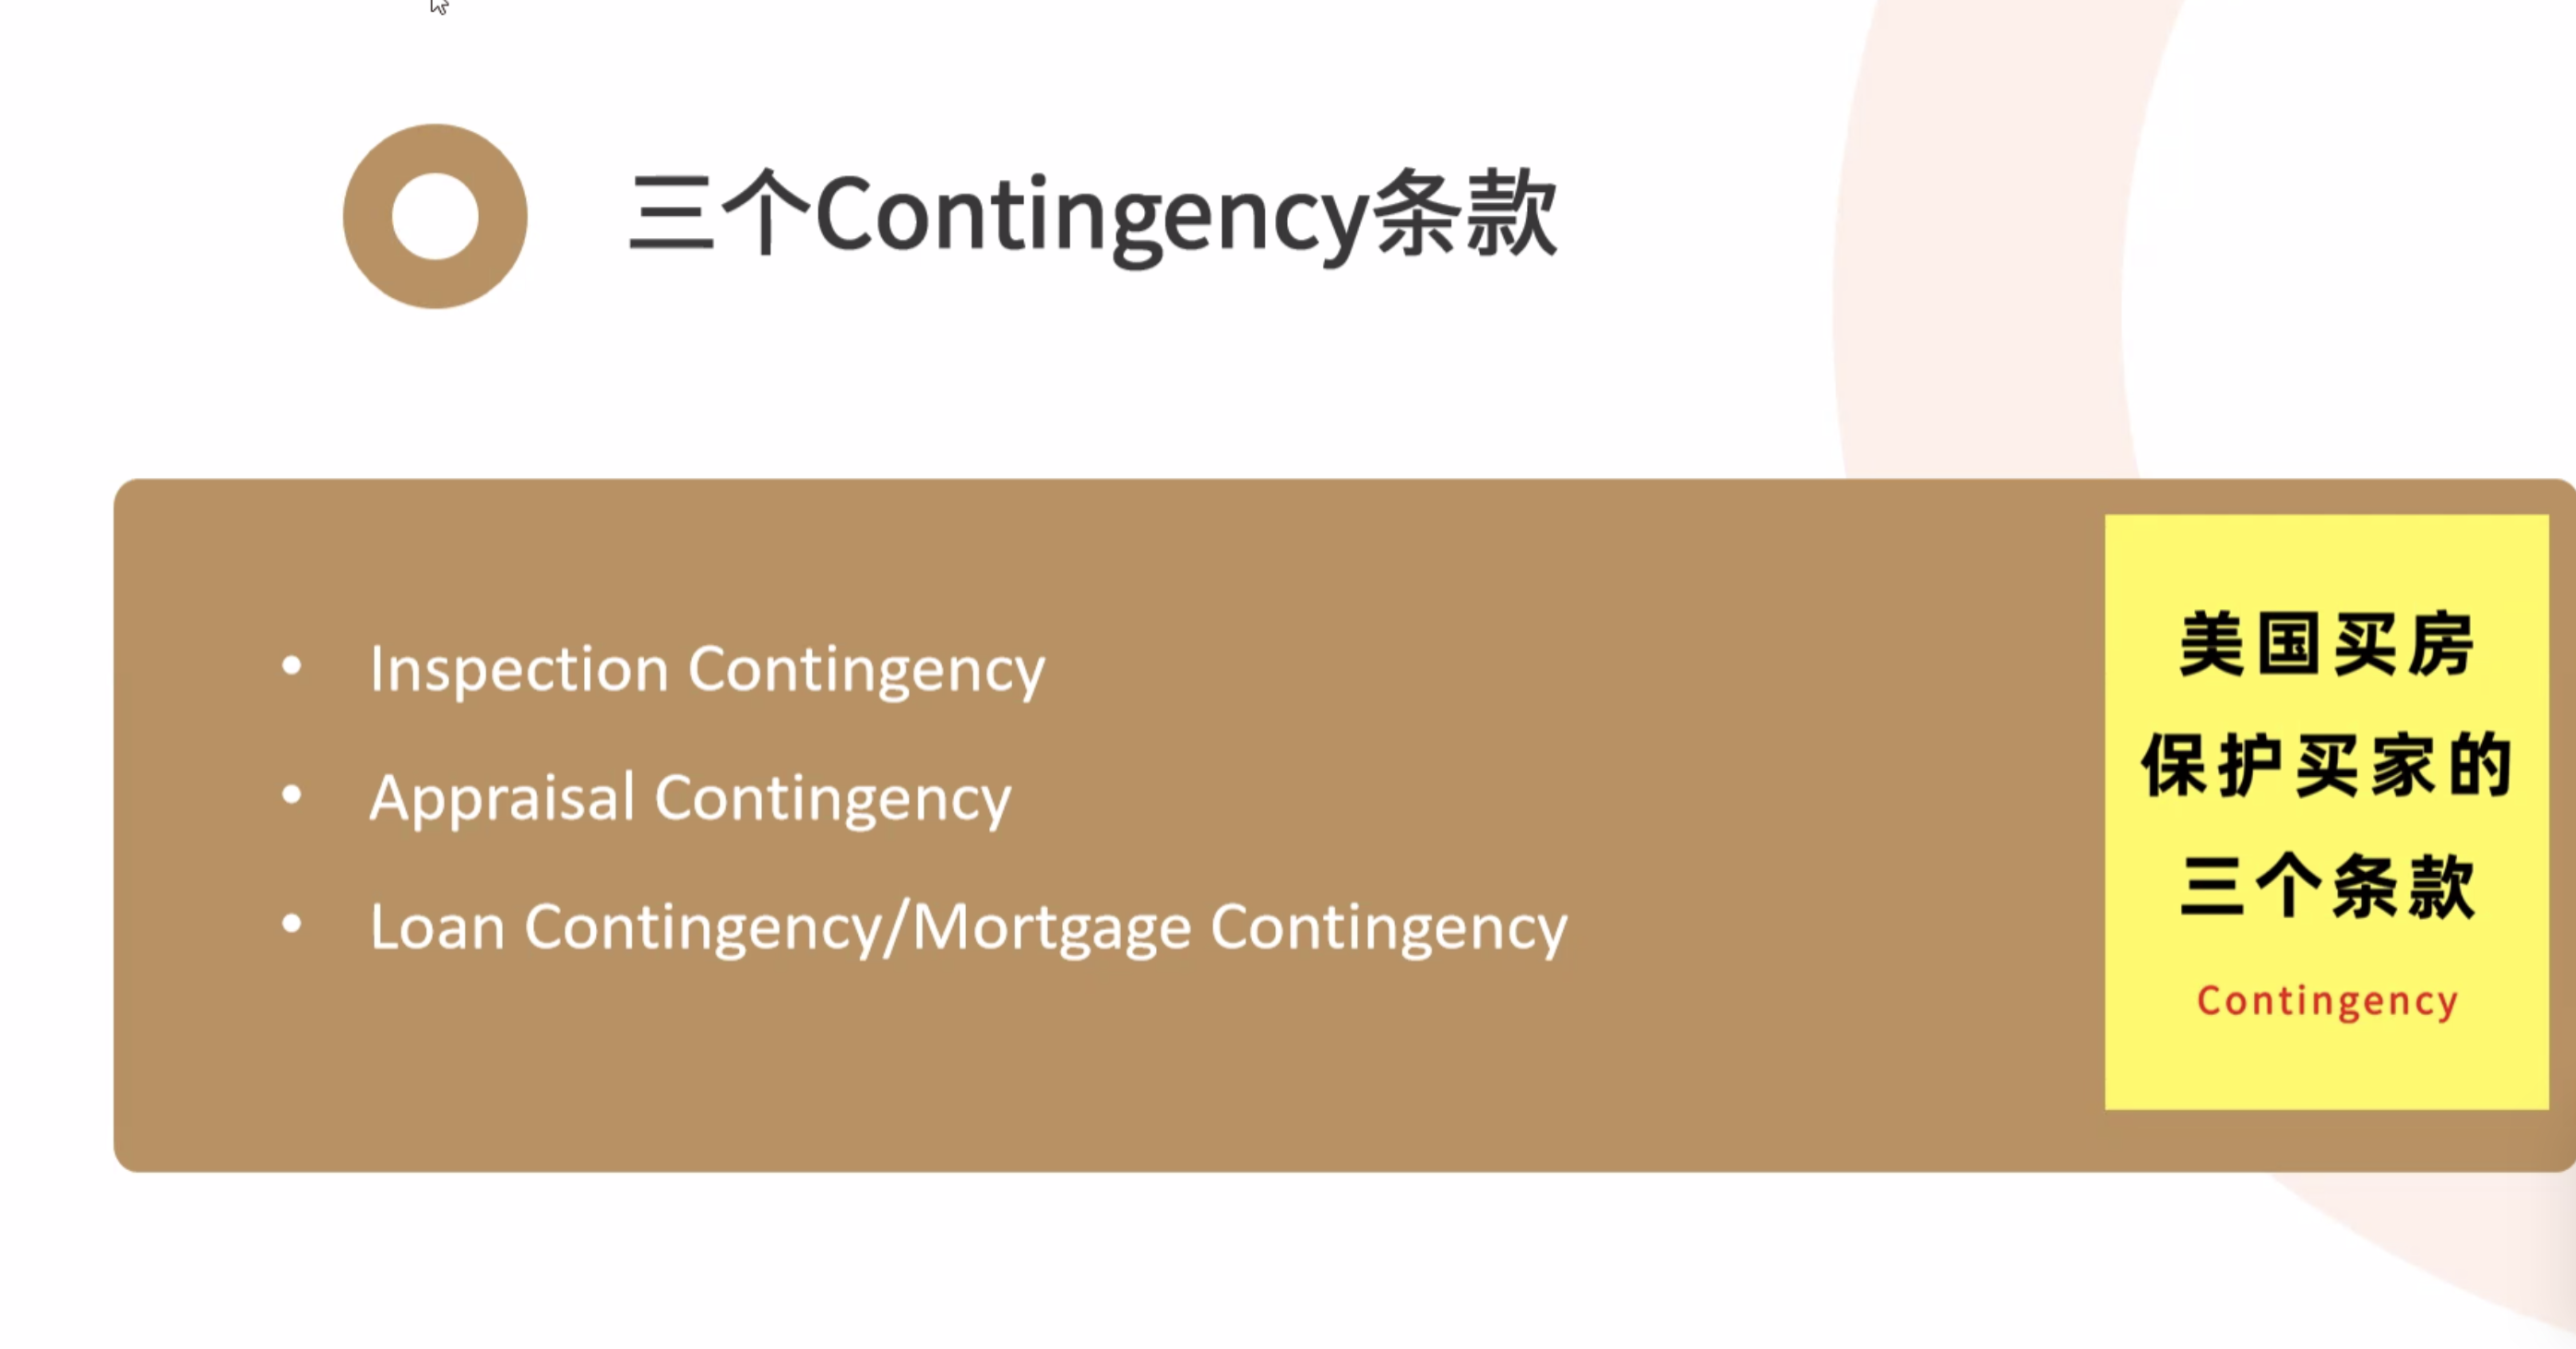 三个Contingency条款
• Inspection Contingency
• Appraisal Contingency
• Loan Contingency/Mortgage Contingency
美国买房
保护买家的
三个条款
Contingency